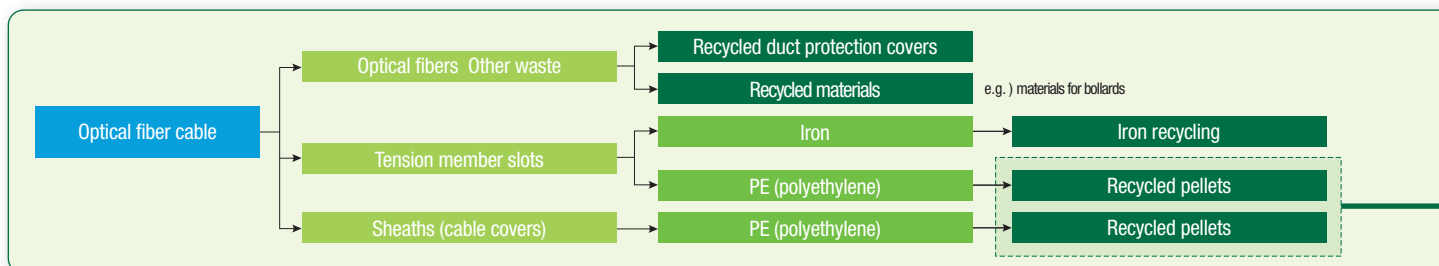 Optical fiber cable
Optical fibers Other waste
Recycled duct protection covers
Recycled materials
e.g. ) materials for bollards
Tension member slots
Iron
Iron recycling
PE (polyethylene)
Recycled pellets
Sheaths (cable covers)
PE (polyethylene)
Recycled pellets